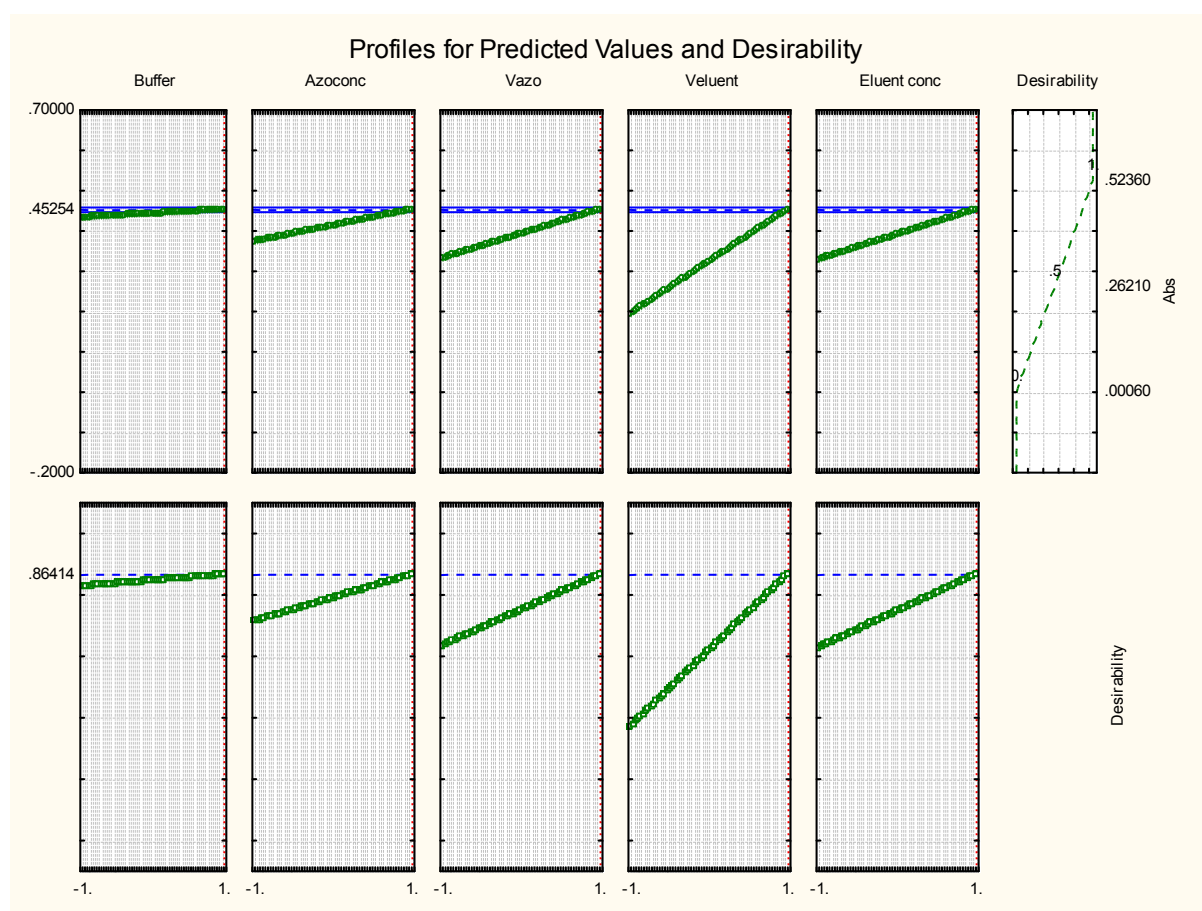 Profiles for Predicted Values and Desirability
Buffer Azoconc Vazo Veluent Eluent conc Desirability
.70000
.45254
-.2000
1.
.5
0.
.52360
.26210
.00060
Abs
.86414
Desirability
-1. 1. -1. 1. -1. 1. -1. 1. -1. 1.